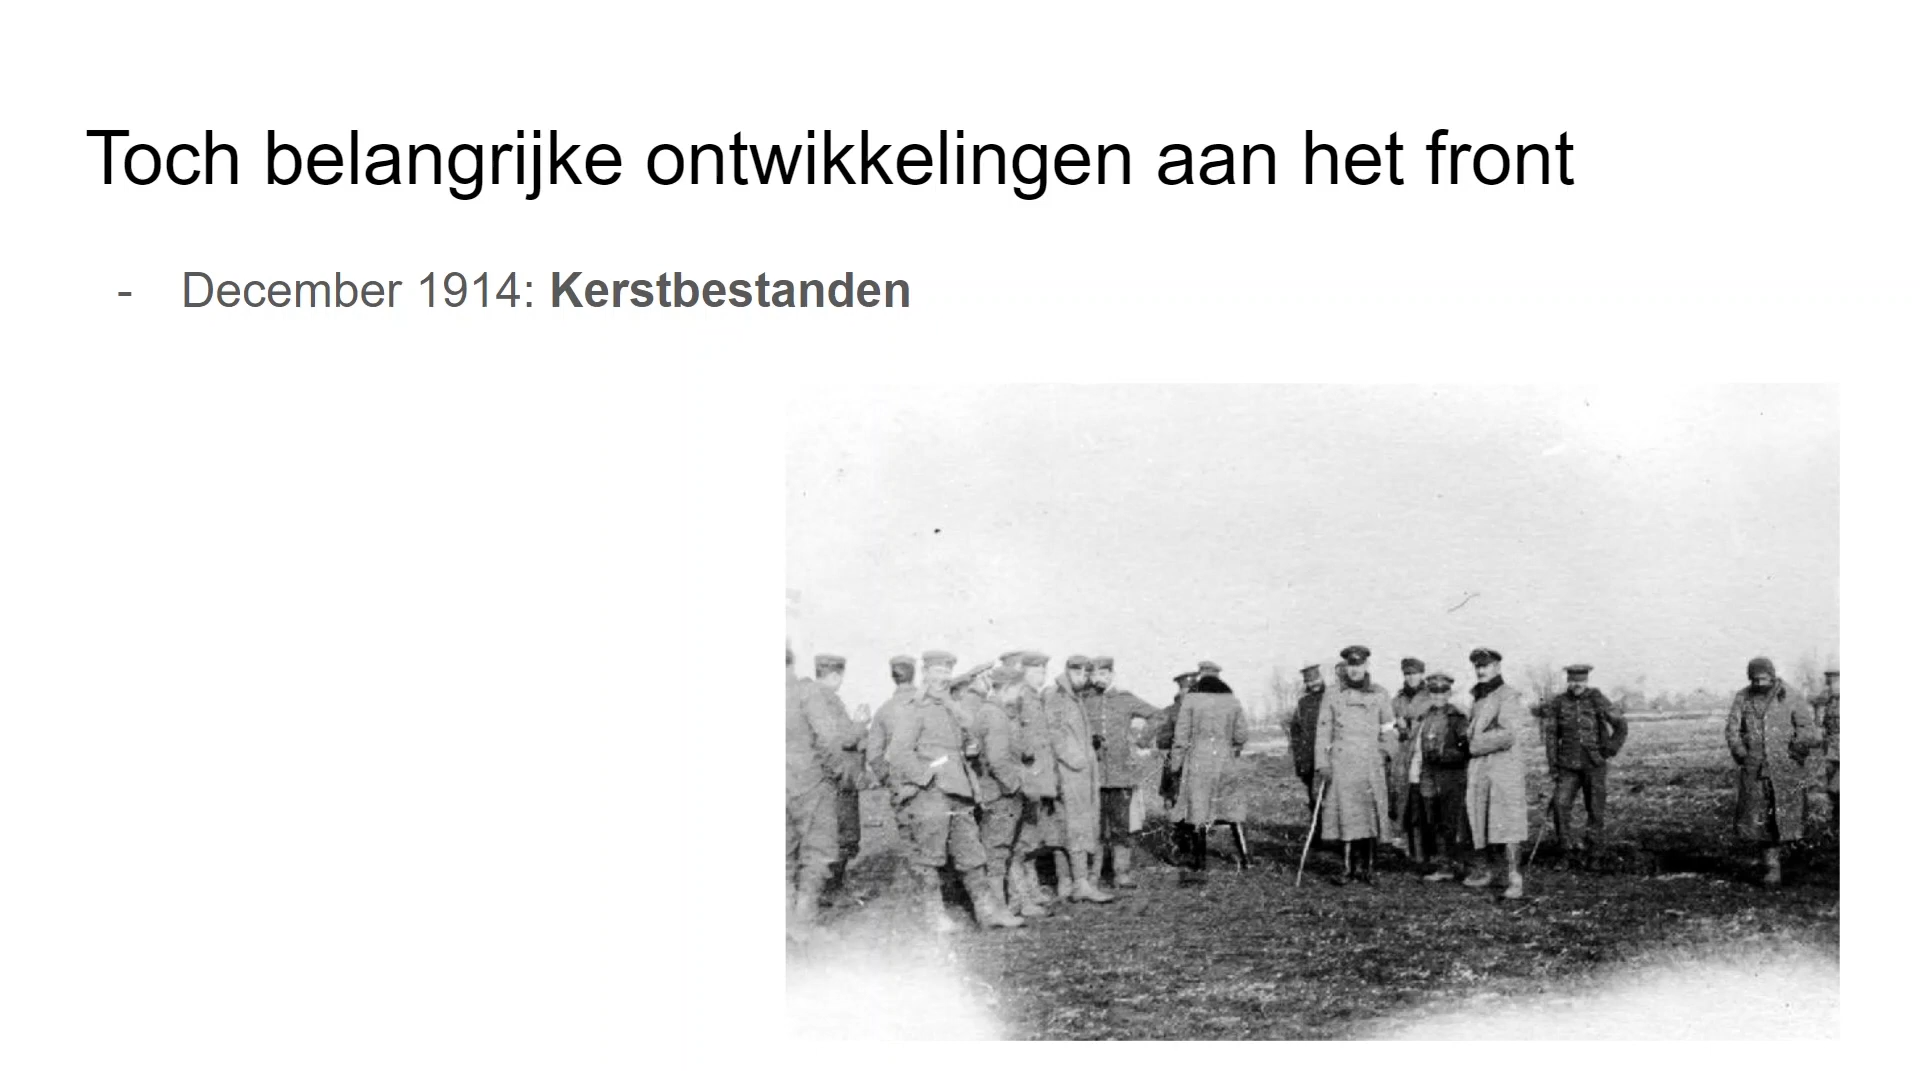 Toch belangrijke ontwikkelingen aan het front
- December 1914: Kerstbestanden